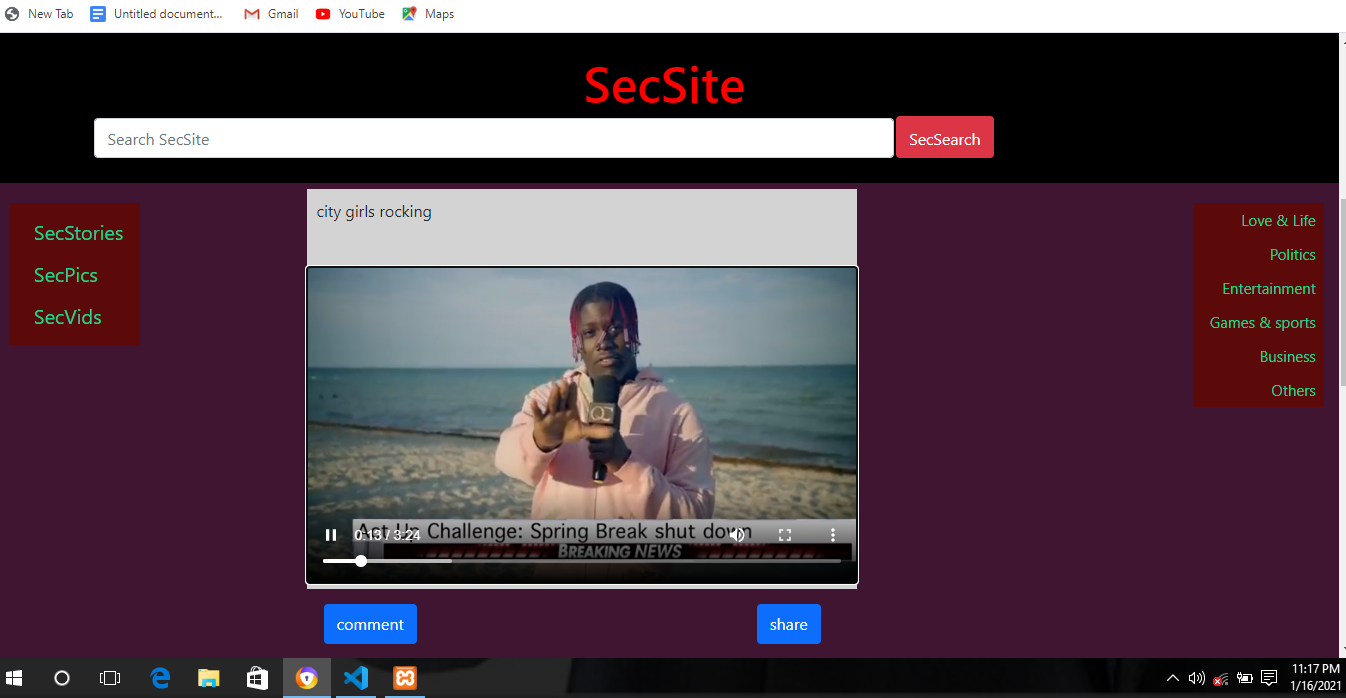 New Tab
Untitled document...
Gmail
YouTube
Maps
SecSite
Search SecSite
SecSearch
SecStories
SecPics
SecVids
city girls rocking
QC
Act Up Challenge: Spring Break shut down
0:13 / 3:24
BREAKING NEWS
comment
share
Love & Life
Politics
Entertainment
Games & sports
Business
Others
11:17 PM
1/16/2021